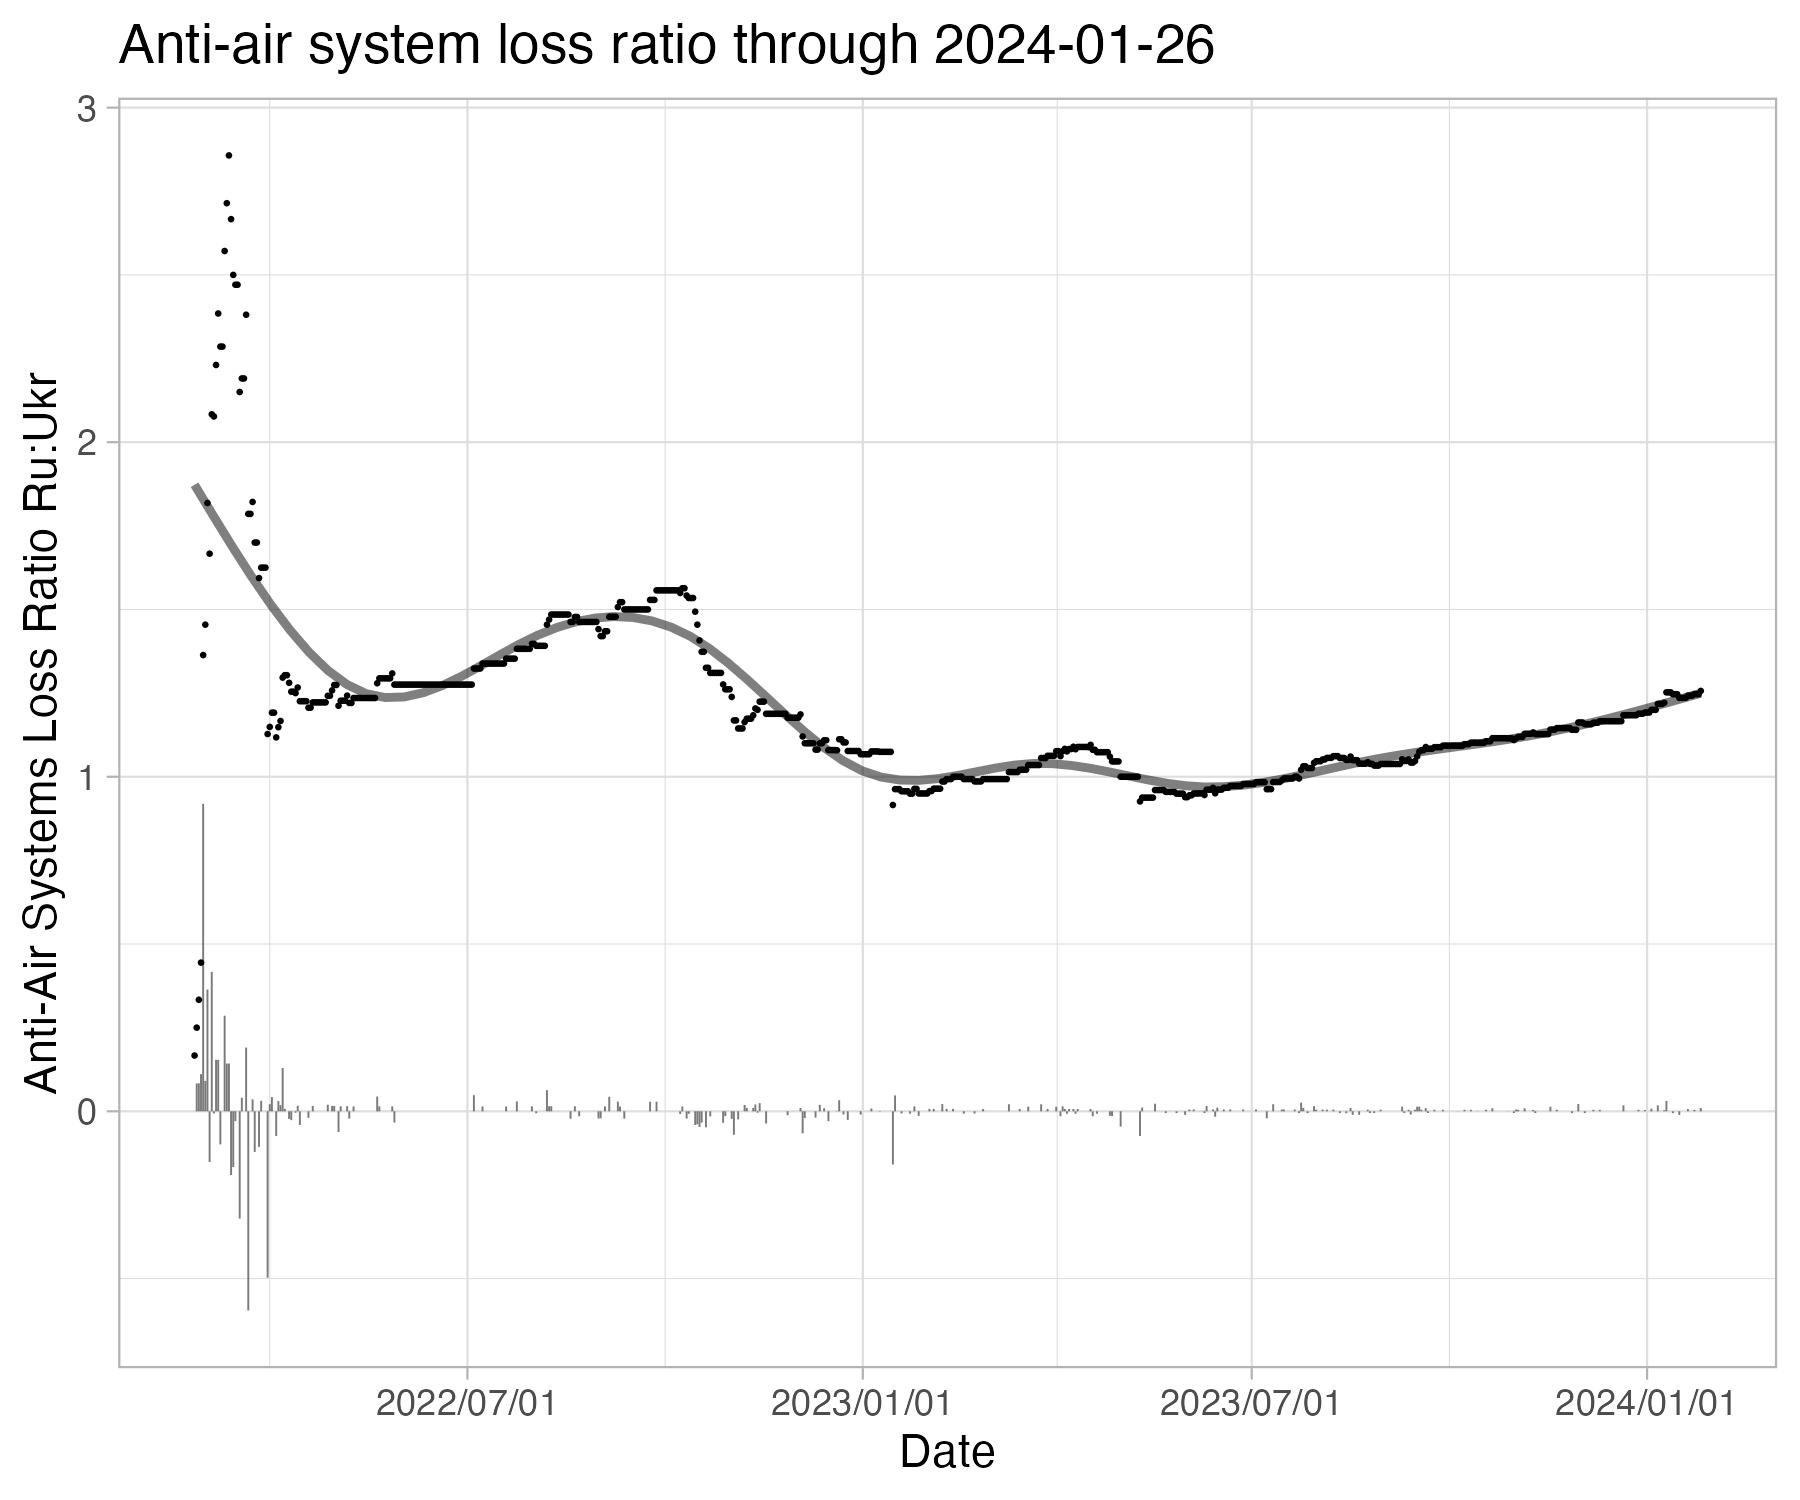 Anti-air system loss ratio through 2024-01-26
Anti-Air Systems Loss Ratio Ru:Ukr
3
2
1
0
2022/07/01
2023/01/01
2023/07/01
2024/01/01
Date